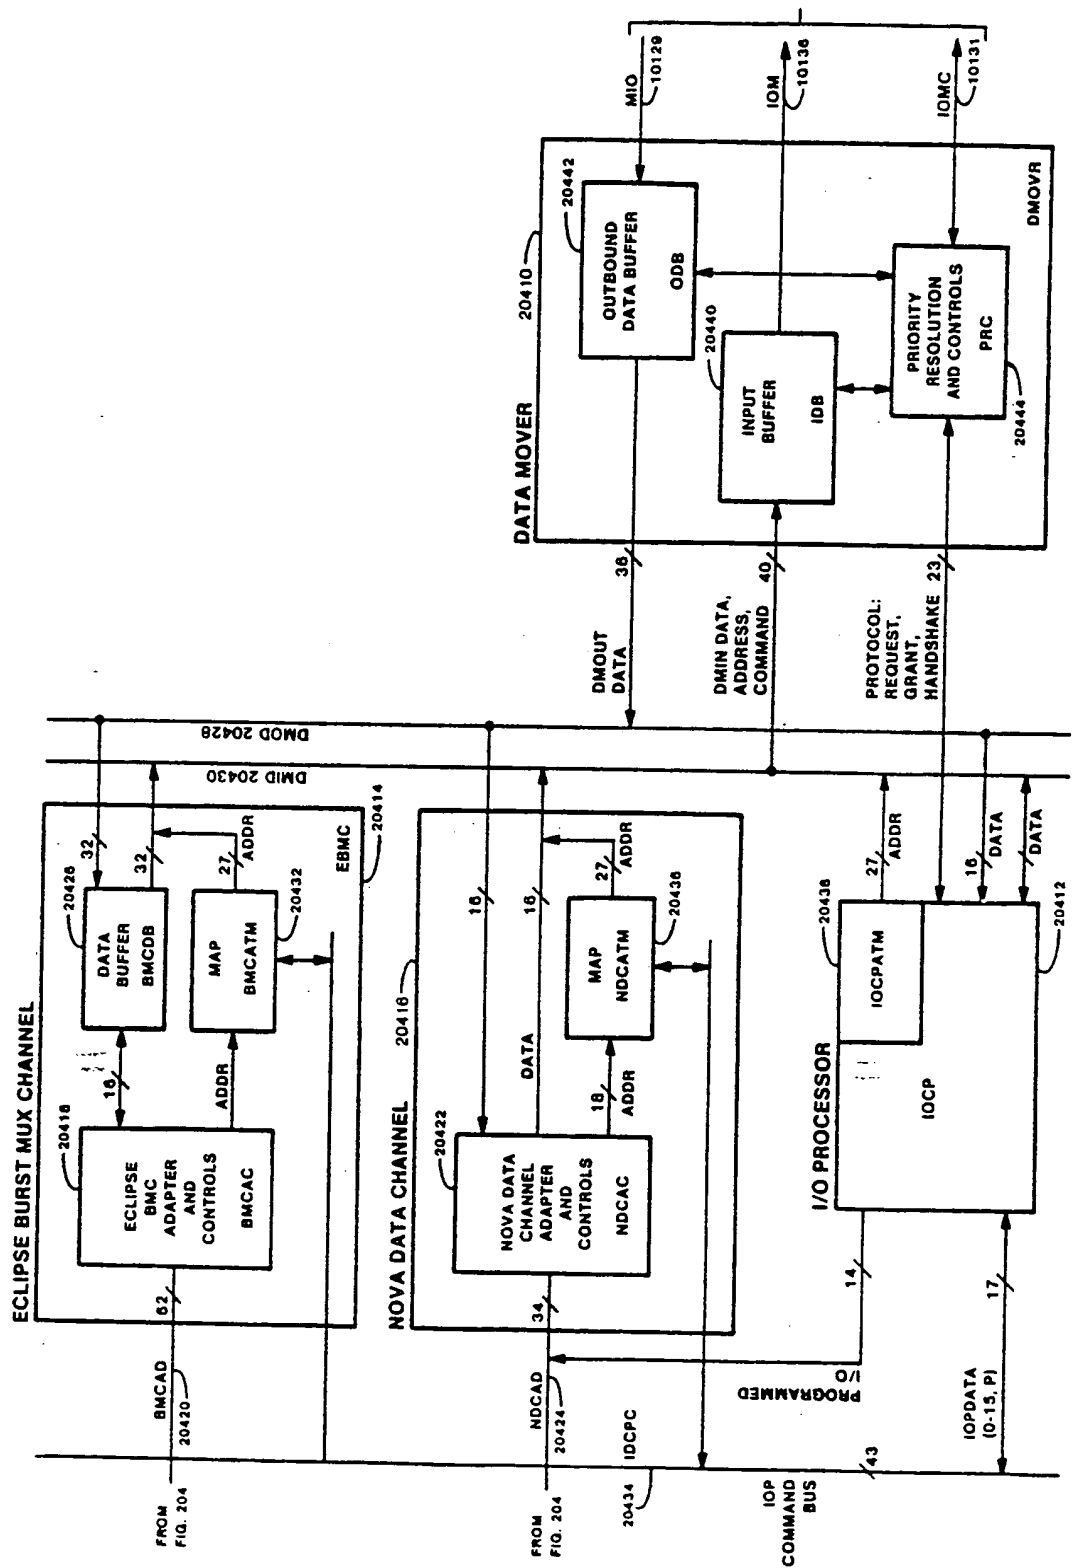 ECLIPSE BURST MUX CHANNEL
FROM
FIG. 204
BMCAD
20420
62
20418
ECLIPSE
BMC
ADAPTER
AND
CONTROLS
BMCAC
16
ADDR
20426
DATA
BUFFER
BMCDB
MAP
BMCATM
20432
32
32
27
ADDR
EBMC
20414
DMID 20430
DMOD 20428
NOVA DATA CHANNEL
20416
FROM
FIG. 204
NDCAD
20424
34
20422
NOVA DATA
CHANNEL
ADAPTER
AND
CONTROLS
NDCAC
16
16
DATA
18
ADDR
MAP
NDCATM
20436
27
ADDR
IDCPC
20434
PROGRAMMED
I/O
14
IOP
COMMAND
BUS
43
IOPDATA
(0-15, P)
17
I/O PROCESSOR
IOCP
IOCPATM
20438
20412
27
ADDR
16
DATA
DATA
DMOUT
DATA
36
DMIN DATA,
ADDRESS,
COMMAND
40
PROTOCOL:
REQUEST,
GRANT,
HANDSHAKE
23
DATA MOVER
20410
OUTBOUND
DATA BUFFER
ODB
20442
INPUT
BUFFER
IDB
20440
PRIORITY
RESOLUTION
AND CONTROLS
PRC
20444
DMOVR
MIO
10129
IOM
10136
IOMC
10131